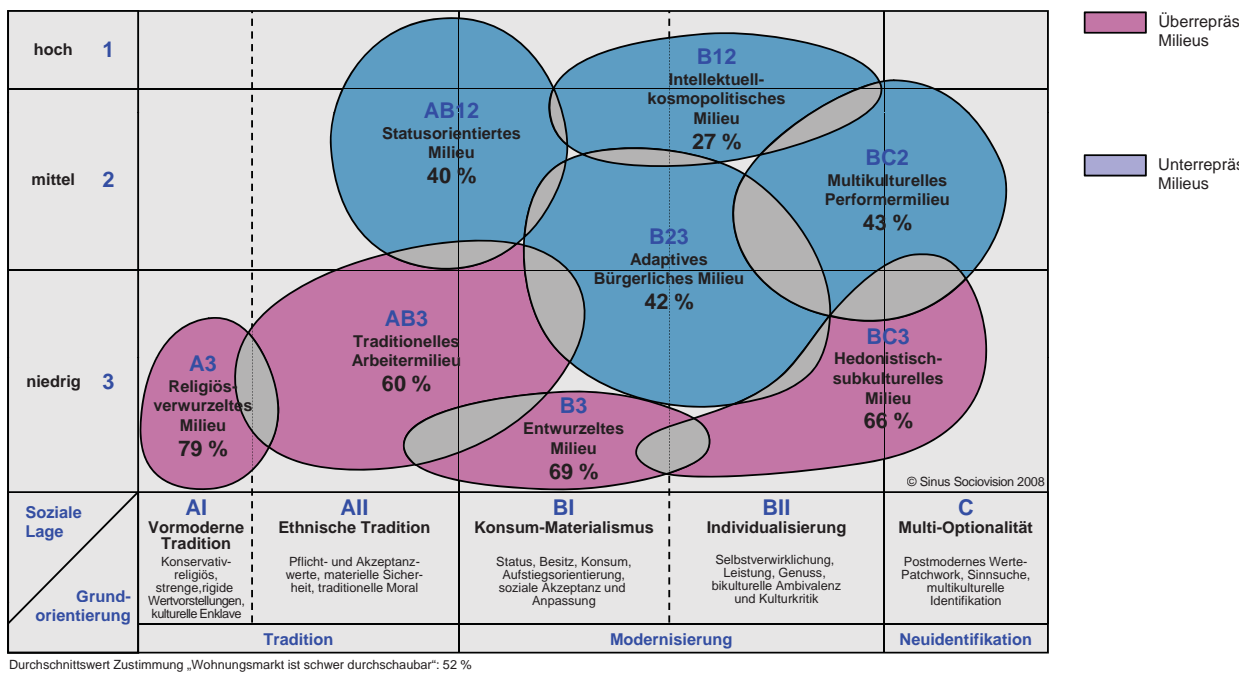 hoch 1
mittel 2
niedrig 3
AB12
Statusorientiertes
Milieu
40 %
B12
Intellektuell-
kosmopolitisches
Milieu
27 %
BC2
Multikulturelles
Performermilieu
43 %
B23
Adaptives
Bürgerliches Milieu
42 %
AB3
Traditionelles
Arbeitermilieu
60 %
A3
Religiös-
verwurzeltes
Milieu
79 %
B3
Entwurzeltes
Milieu
69 %
BC3
Hedonistisch-
subkulturelles
Milieu
66 %
© Sinus Sociovision 2008
Überrepräs
Milieus
Unterrepräs
Milieus
Soziale
Lage
Grund-
orientierung
AI
Vormoderne
Tradition
Konservativ-
religiös,
strenge,rigide
Wertvorstellungen,
kulturelle Enklave
AII
Ethnische Tradition
Pflicht- und Akzeptanz-
werte, materielle Sicher-
heit, traditionelle Moral
BI
Konsum-Materialismus
Status, Besitz, Konsum,
Aufstiegsorientierung,
soziale Akzeptanz und
Anpassung
BII
Individualisierung
Selbstverwirklichung,
Leistung, Genuss,
bikulturelle Ambivalenz
und Kulturkritik
C
Multi-Optionalität
Postmodernes Werte-
Patchwork, Sinnsuche,
multikulturelle
Identifikation
Tradition
Modernisierung
Neuidentifikation
Durchschnittswert Zustimmung „Wohnungsmarkt ist schwer durchschaubar“: 52 %